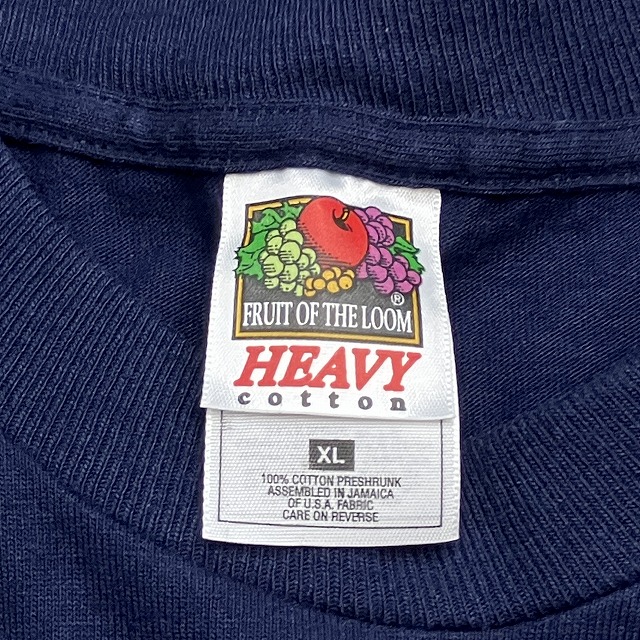 ®
FRUIT OF THE LOOM
HEAVY
cotton
XL
100% COTTON PRESHRUNK
ASSEMBLED IN JAMAICA
OF U.S.A. FABRIC
CARE ON REVERSE